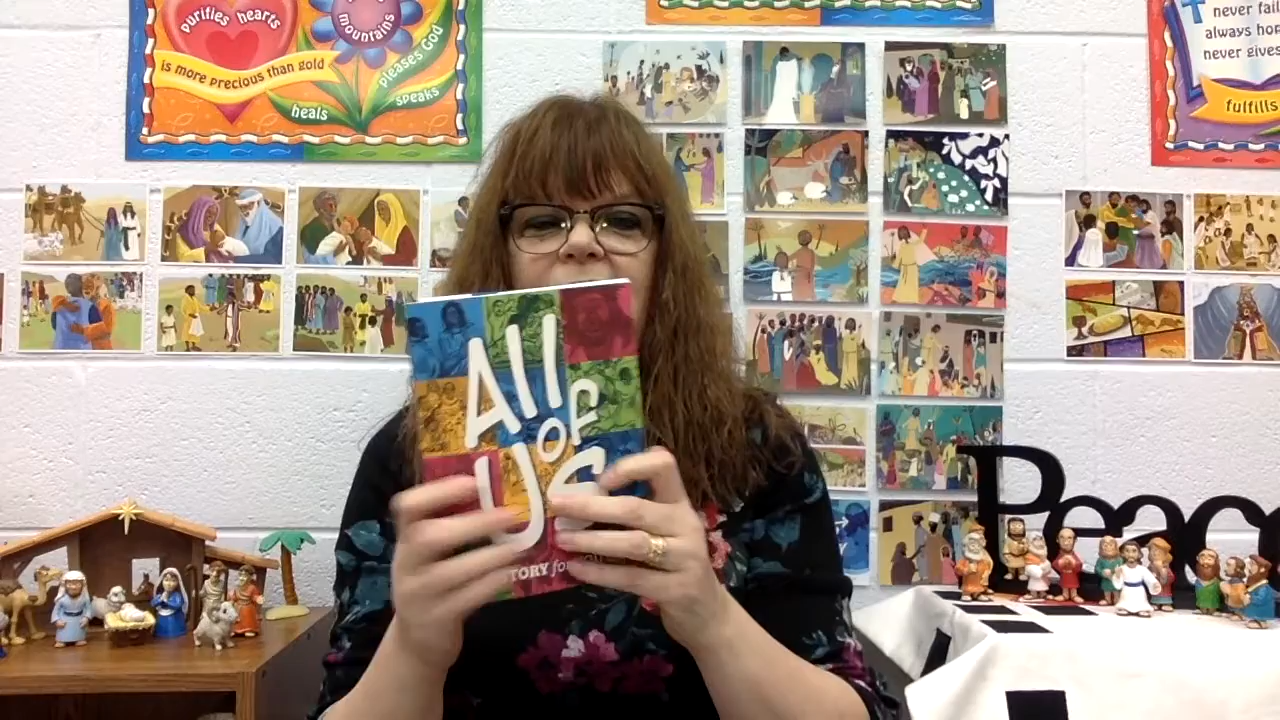 purifies hearts
mountains
is more precious than gold
pleases God
heals
speaks
never fail
always hop
never gives
fulfills
All
of
Us
TORY for
Peac